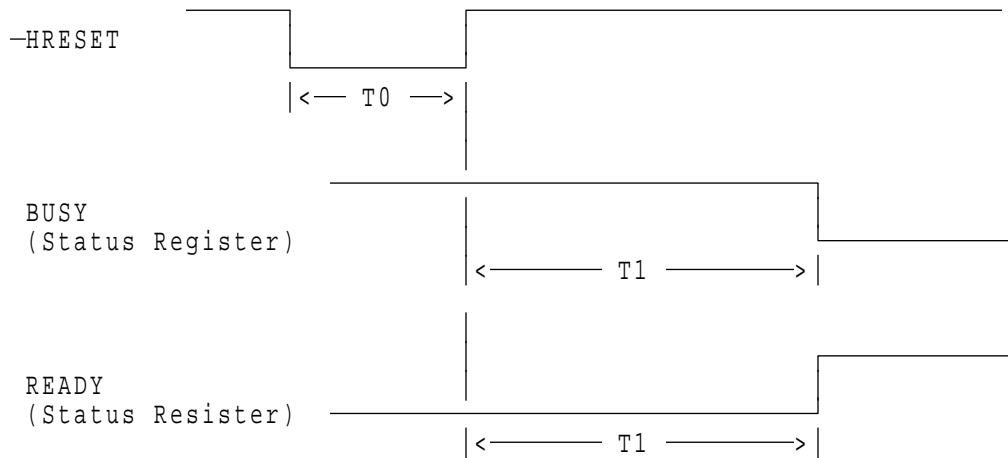 —HRESET
|<— T0 —>|
BUSY
(Status Register)
|<—— T1 ——>|
READY
(Status Resister)
|<—— T1 ——>|